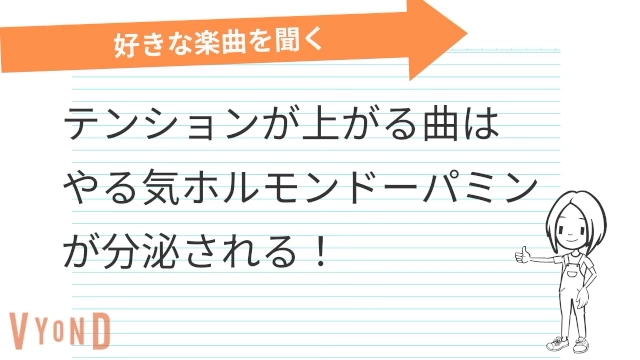 好きな楽曲を聞く
テンションが上がる曲は
やる気ホルモンドーパミン
が分泌される！
VYOND